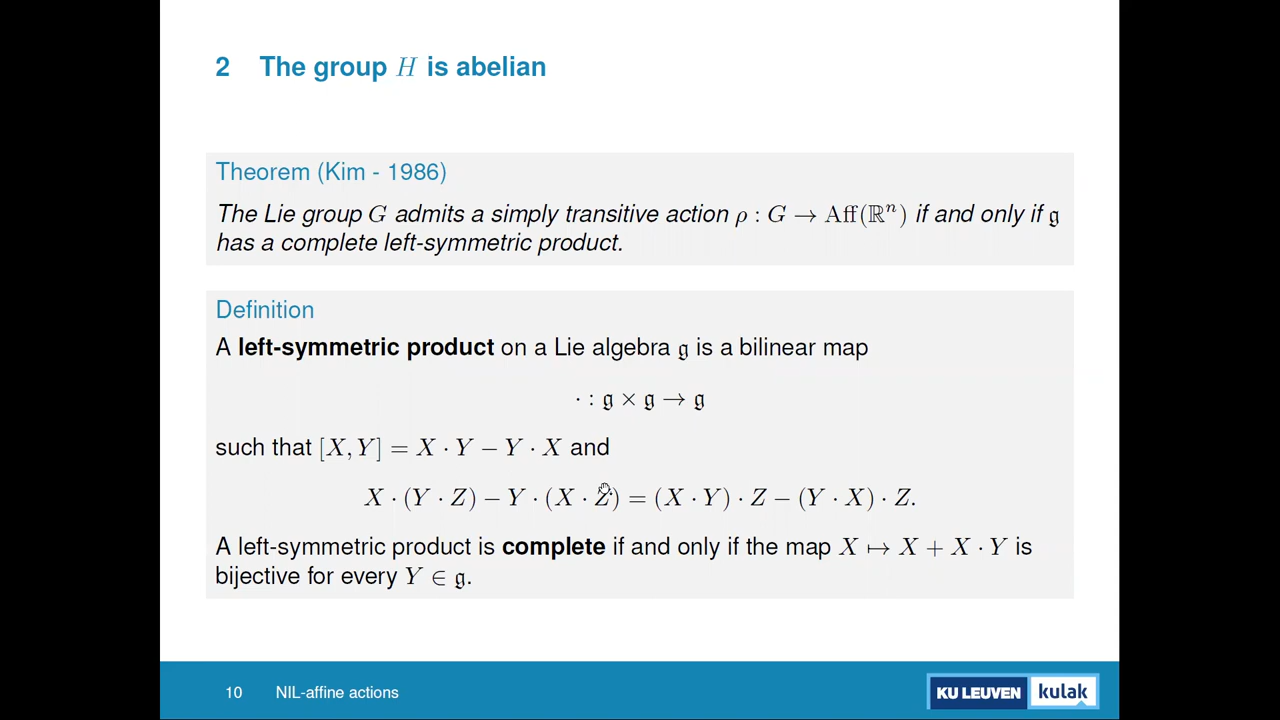 2 The group H is abelian
Theorem (Kim - 1986)
The Lie group G admits a simply transitive action ρ : G → Aff(ℝⁿ) if and only if 𝔤
has a complete left-symmetric product.
Definition
A left-symmetric product on a Lie algebra 𝔤 is a bilinear map
· : 𝔤 × 𝔤 → 𝔤
such that [X, Y] = X · Y − Y · X and
X · (Y · Z) − Y · (X · Z) = (X · Y) · Z − (Y · X) · Z.
A left-symmetric product is complete if and only if the map X ↦ X + X · Y is
bijective for every Y ∈ 𝔤.
10 NIL-affine actions
KU LEUVEN kulak